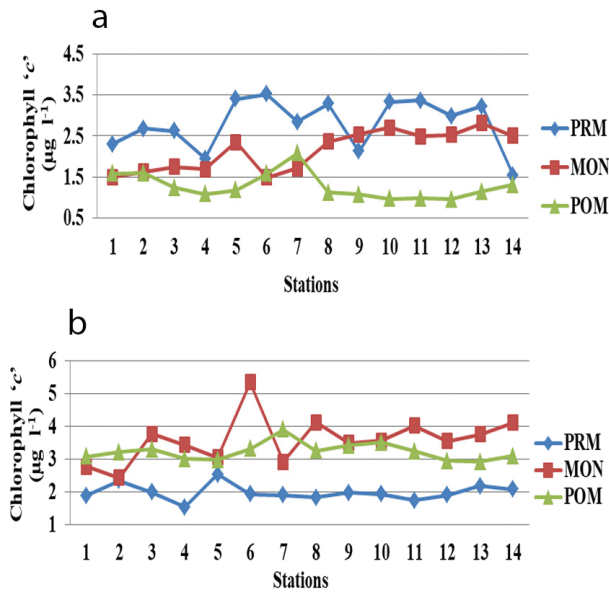 a
Chlorophyll ‘c’
(µg l-1)
4.5
3.5
2.5
1.5
0.5
1 2 3 4 5 6 7 8 9 10 11 12 13 14
Stations
PRM
MON
POM
b
Chlorophyll ‘c’
(µg l-1)
6
5
4
3
2
1
1 2 3 4 5 6 7 8 9 10 11 12 13 14
Stations
PRM
MON
POM